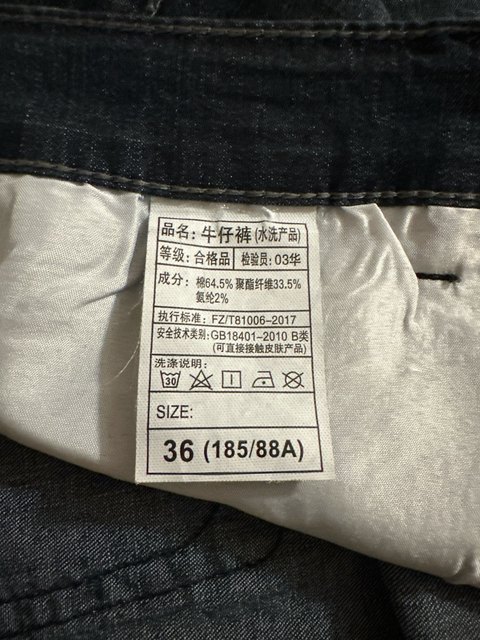 品名: 牛仔裤 (水洗产品)
等级: 合格品 检验员: 03华
成分: 棉64.5% 聚酯纤维33.5%
氨纶2%
执行标准: FZ/T81006-2017
安全技术类别: GB18401-2010 B类
(可直接接触皮肤产品)
洗涤说明:
30
SIZE:
36 (185/88A)